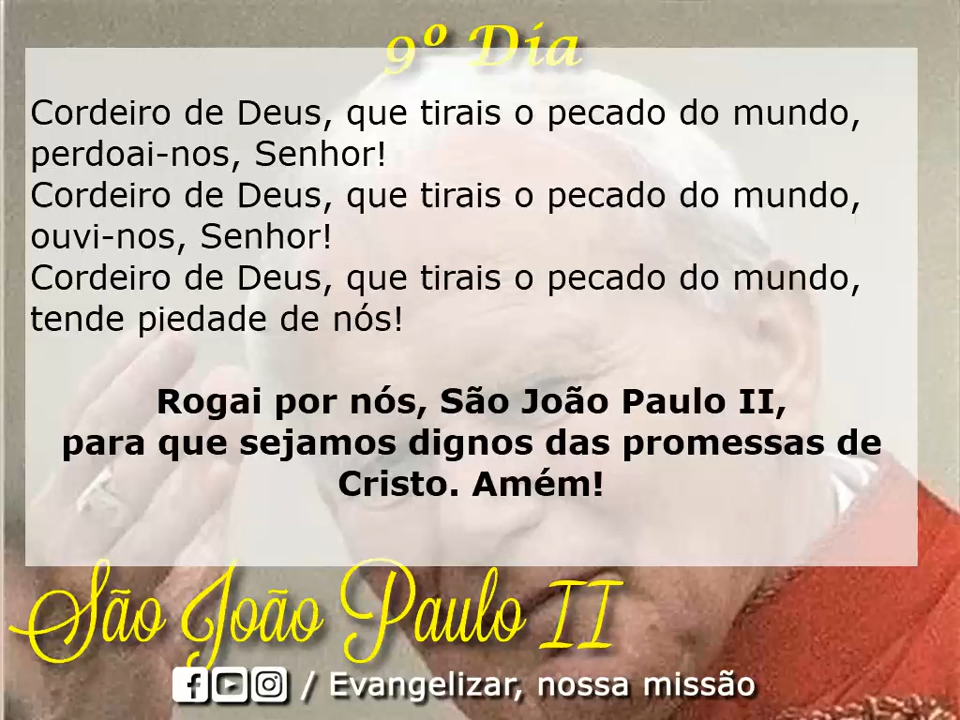 9º Dia
Cordeiro de Deus, que tirais o pecado do mundo,
perdoai-nos, Senhor!
Cordeiro de Deus, que tirais o pecado do mundo,
ouvi-nos, Senhor!
Cordeiro de Deus, que tirais o pecado do mundo,
tende piedade de nós!
Rogai por nós, São João Paulo II,
para que sejamos dignos das promessas de
Cristo. Amém!
São João Paulo II
/ Evangelizar, nossa missão